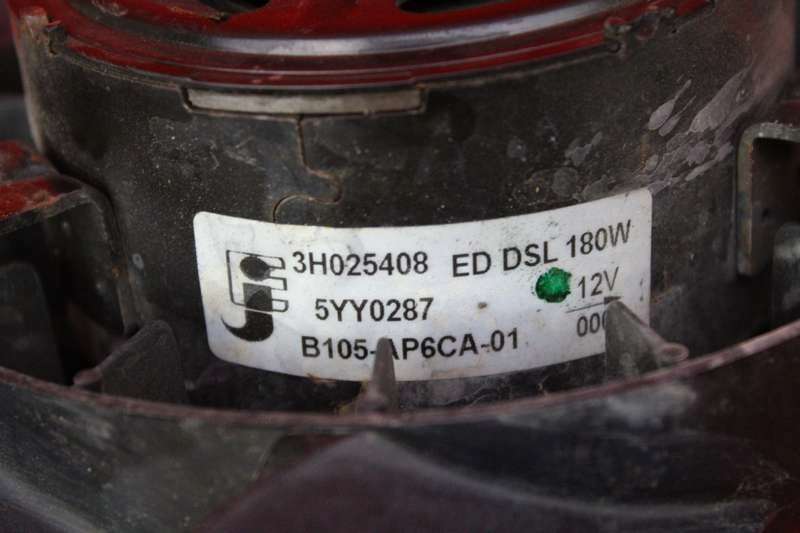 3H025408 ED DSL 180W
5YY0287 12V
B105-AP6CA-01